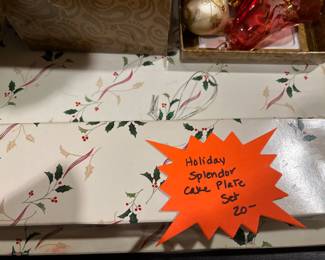 Holiday
Splendor
Cake Plate
Set
20-